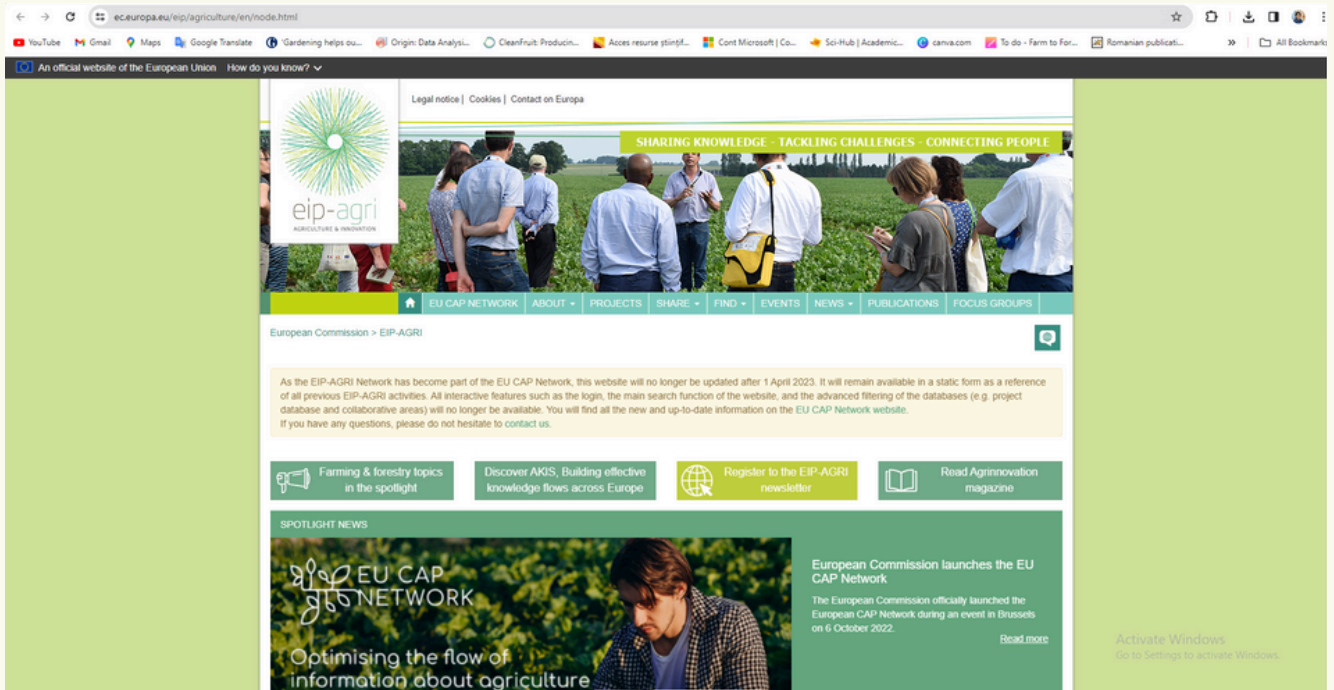 ec.europa.eu/eip/agriculture/en/node.html
YouTube Gmail Maps Google Translate 'Gardening helps ou... Origin: Data Analysi... CleanFruit: Producin... Acces resurse științif... Cont Microsoft | Co... Sci-Hub | Academic... canva.com To do - Farm to For... Romanian publicati... » All Bookmarks
An official website of the European Union How do you know?
Legal notice | Cookies | Contact on Europa
SHARING KNOWLEDGE - TACKLING CHALLENGES - CONNECTING PEOPLE
eip-agri
AGRICULTURE & INNOVATION
EU CAP NETWORK ABOUT PROJECTS SHARE FIND EVENTS NEWS PUBLICATIONS FOCUS GROUPS
European Commission > EIP-AGRI
As the EIP-AGRI Network has become part of the EU CAP Network, this website will no longer be updated after 1 April 2023. It will remain available in a static form as a reference
of all previous EIP-AGRI activities. All interactive features such as the login, the main search function of the website, and the advanced filtering of the databases (e.g. project
database and collaborative areas) will no longer be available. You will find all the new and up-to-date information on the EU CAP Network website.
If you have any questions, please do not hesitate to contact us.
Farming & forestry topics
in the spotlight
Discover AKIS, Building effective
knowledge flows across Europe
Register to the EIP-AGRI
newsletter
Read Agrinnovation
magazine
SPOTLIGHT NEWS
EU CAP
NETWORK
Optimising the flow of
information about agriculture
European Commission launches the EU
CAP Network
The European Commission officially launched the
European CAP Network during an event in Brussels
on 6 October 2022.
Read more
Activate Windows
Go to Settings to activate Windows.